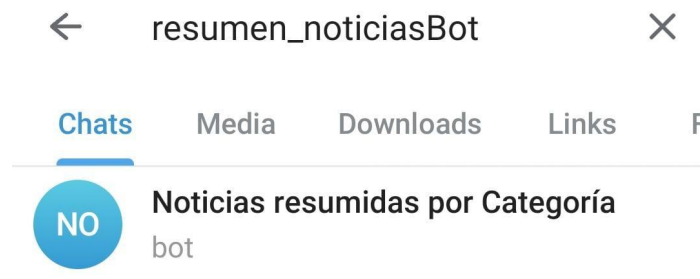 resumen_noticiasBot
Chats Media Downloads Links
NO
Noticias resumidas por Categoría
bot